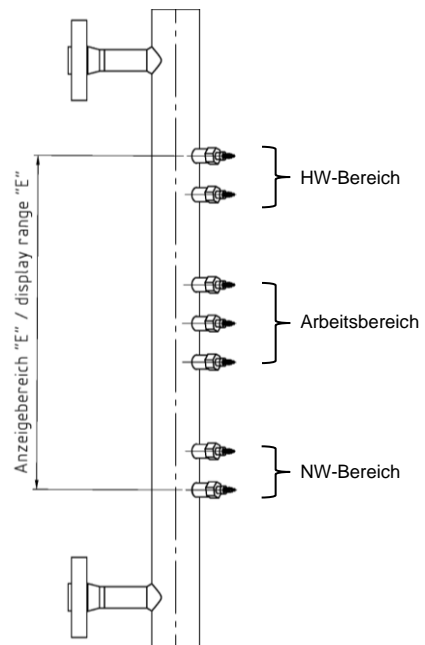 HW-Bereich
Anzeigebereich "E" / display range "E"
Arbeitsbereich
NW-Bereich